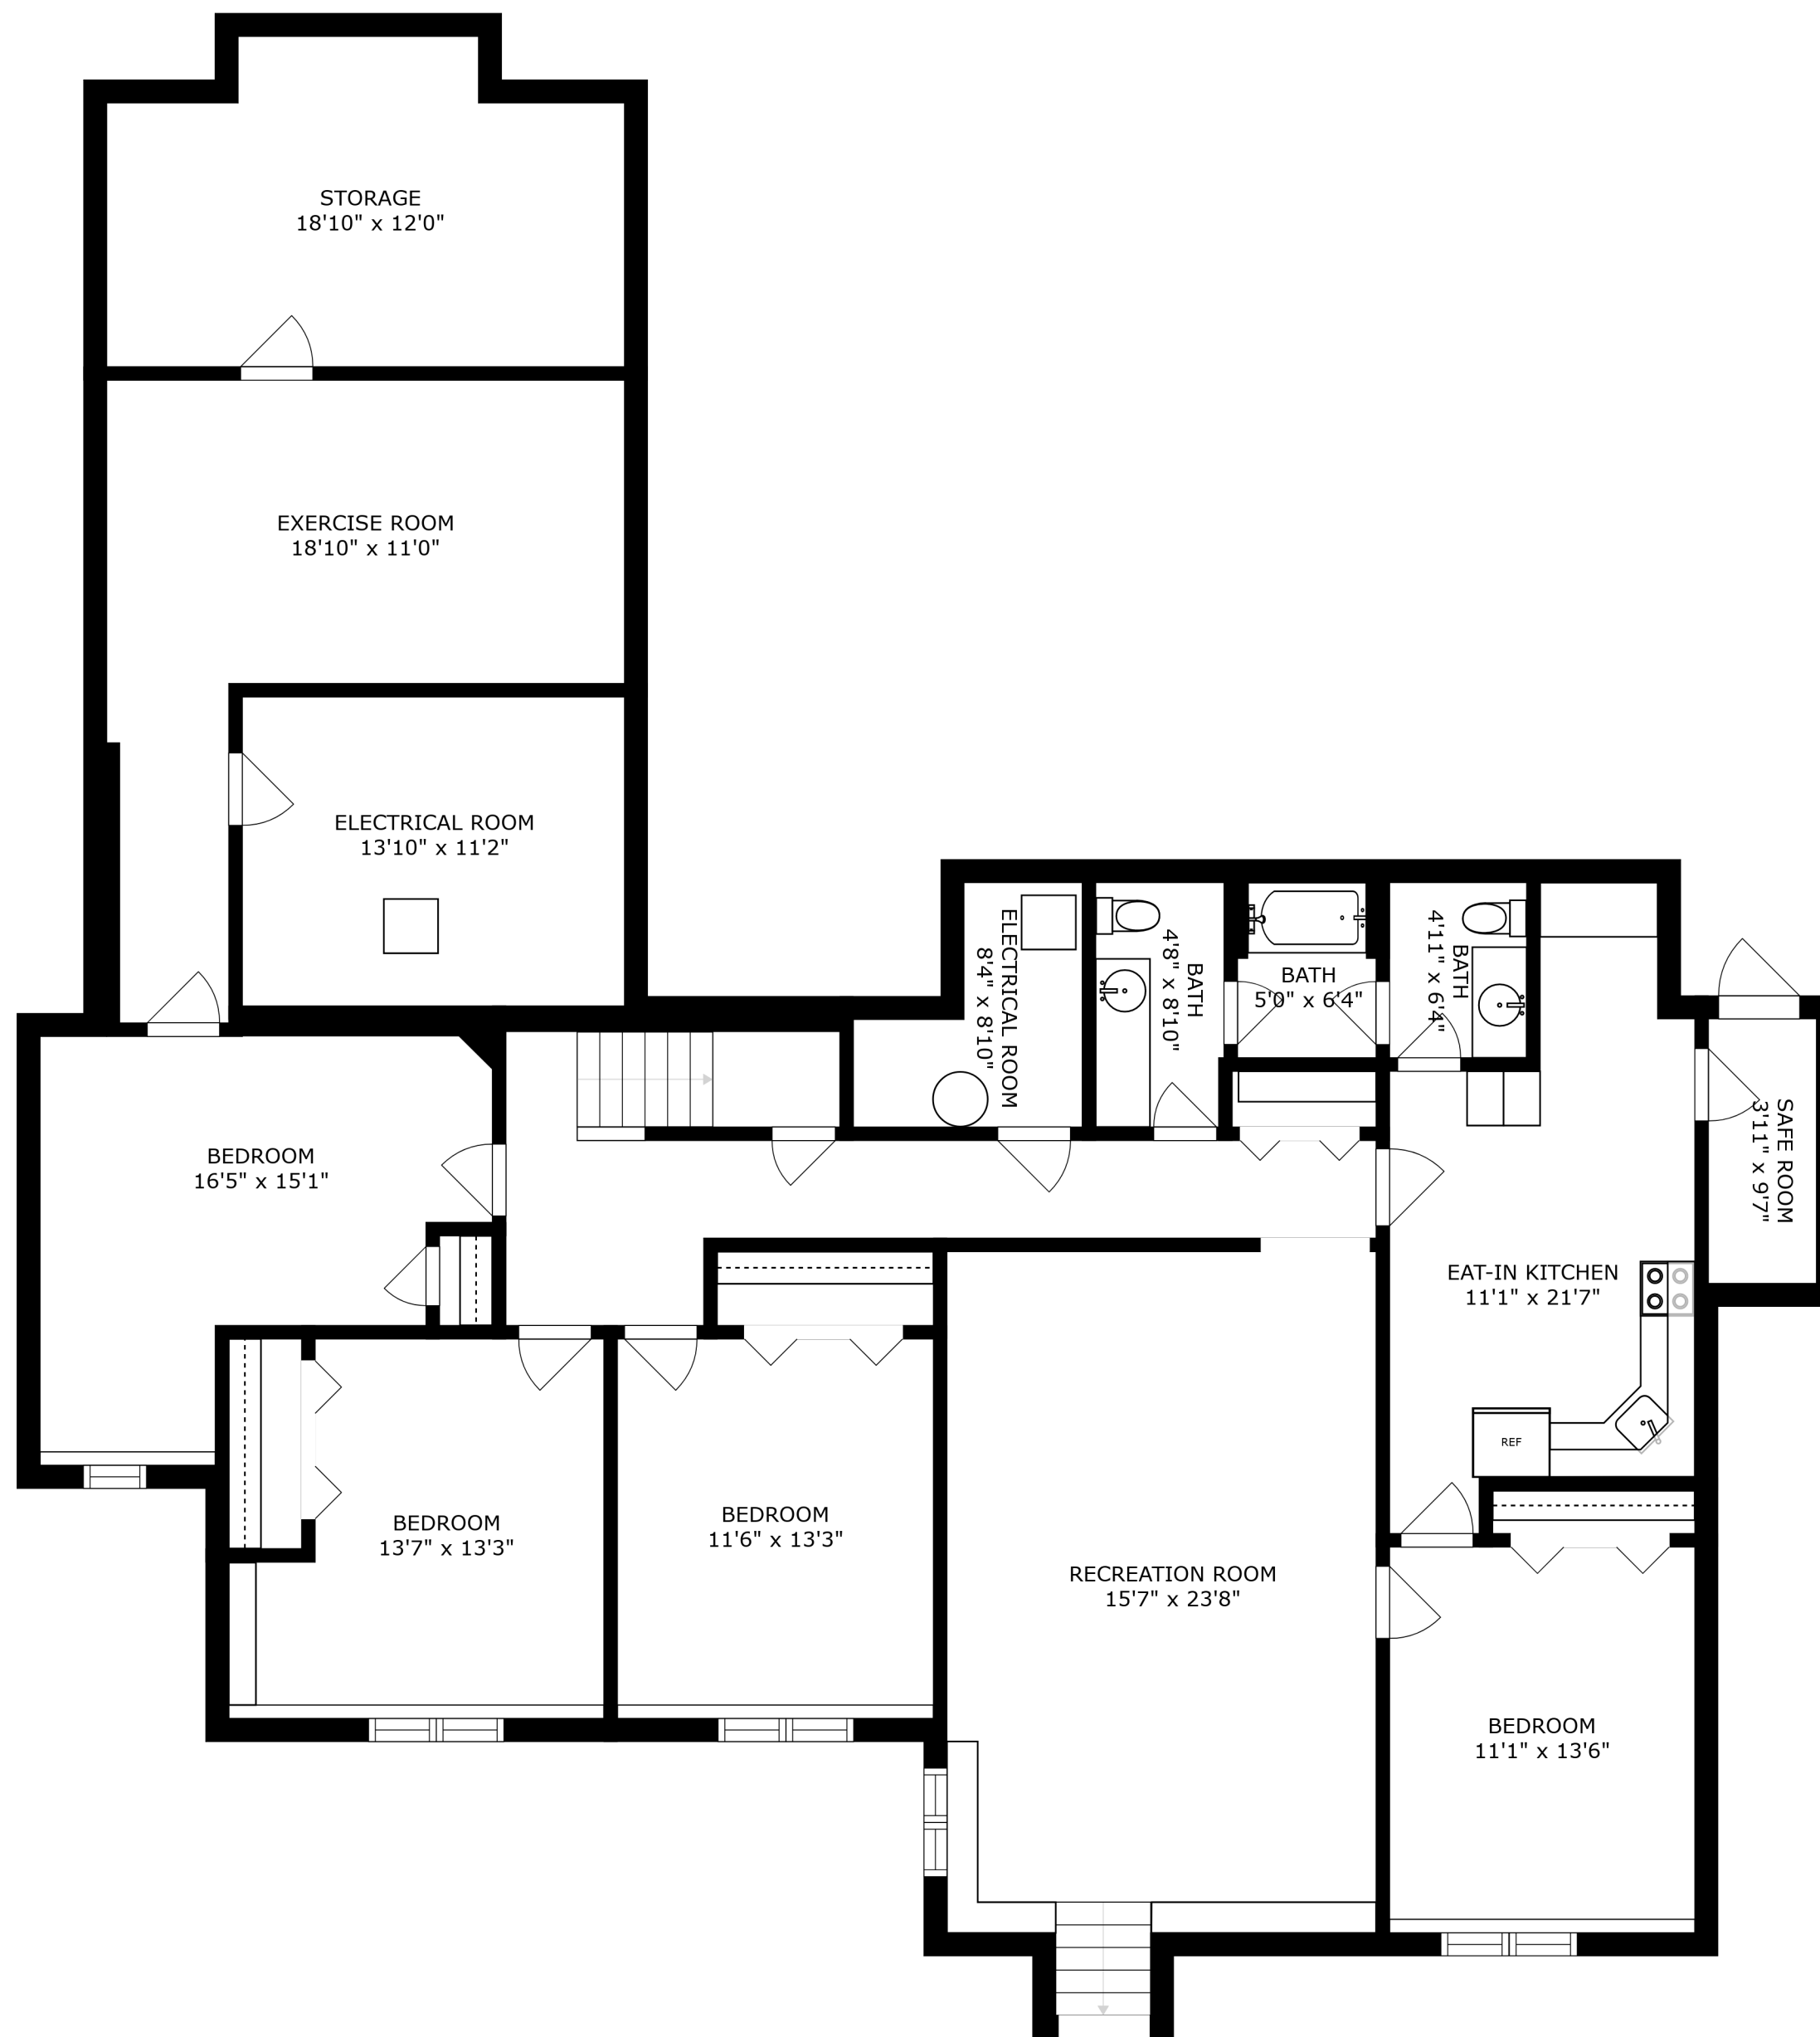 STORAGE
18'10" x 12'0"
EXERCISE ROOM
18'10" x 11'0"
ELECTRICAL ROOM
13'10" x 11'2"
ELECTRICAL ROOM
8'4" x 8'10"
BATH
4'8" x 8'10"
BATH
5'0" x 6'4"
BATH
4'11" x 6'4"
SAFE ROOM
3'11" x 9'7"
BEDROOM
16'5" x 15'1"
EAT-IN KITCHEN
11'1" x 21'7"
REF
BEDROOM
13'7" x 13'3"
BEDROOM
11'6" x 13'3"
RECREATION ROOM
15'7" x 23'8"
BEDROOM
11'1" x 13'6"